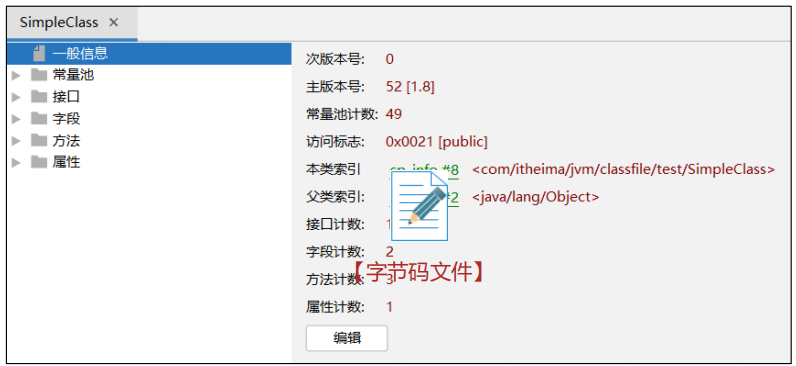 SimpleClass ×
一般信息
常量池
接口
字段
方法
属性
次版本号: 0
主版本号: 52 [1.8]
常量池计数: 49
访问标志: 0x0021 [public]
本类索引 cp_info #8 <com/itheima/jvm/classfile/test/SimpleClass>
父类索引: #2 <java/lang/Object>
接口计数: 1
字段计数: 2
【字节码文件】
方法计数: 3
属性计数: 1
编辑